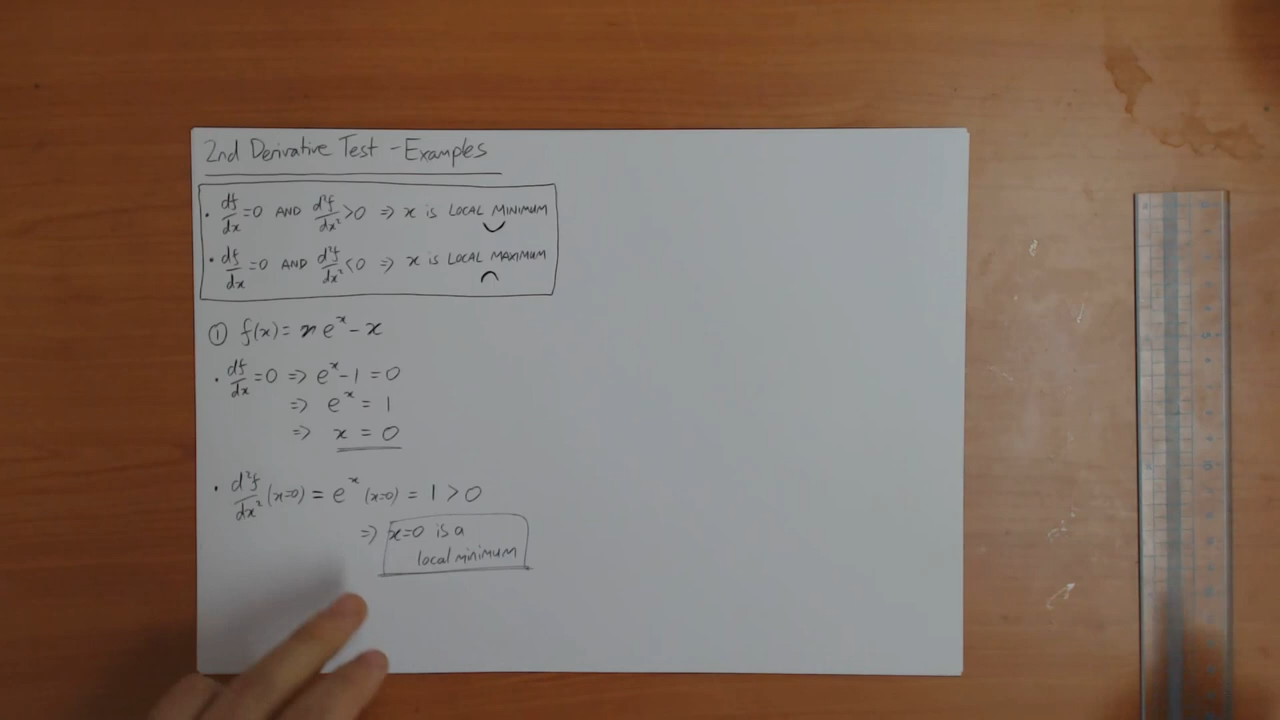 2nd Derivative Test - Examples
• df/dx = 0 AND d²f/dx² > 0 ⇒ x is LOCAL MINIMUM
• df/dx = 0 AND d²f/dx² < 0 ⇒ x is LOCAL MAXIMUM
① f(x) = e^x - x
• df/dx = 0 ⇒ e^x - 1 = 0
⇒ e^x = 1
⇒ x = 0
• d²f/dx² (x=0) = e^x (x=0) = 1 > 0
⇒ x=0 is a
local minimum